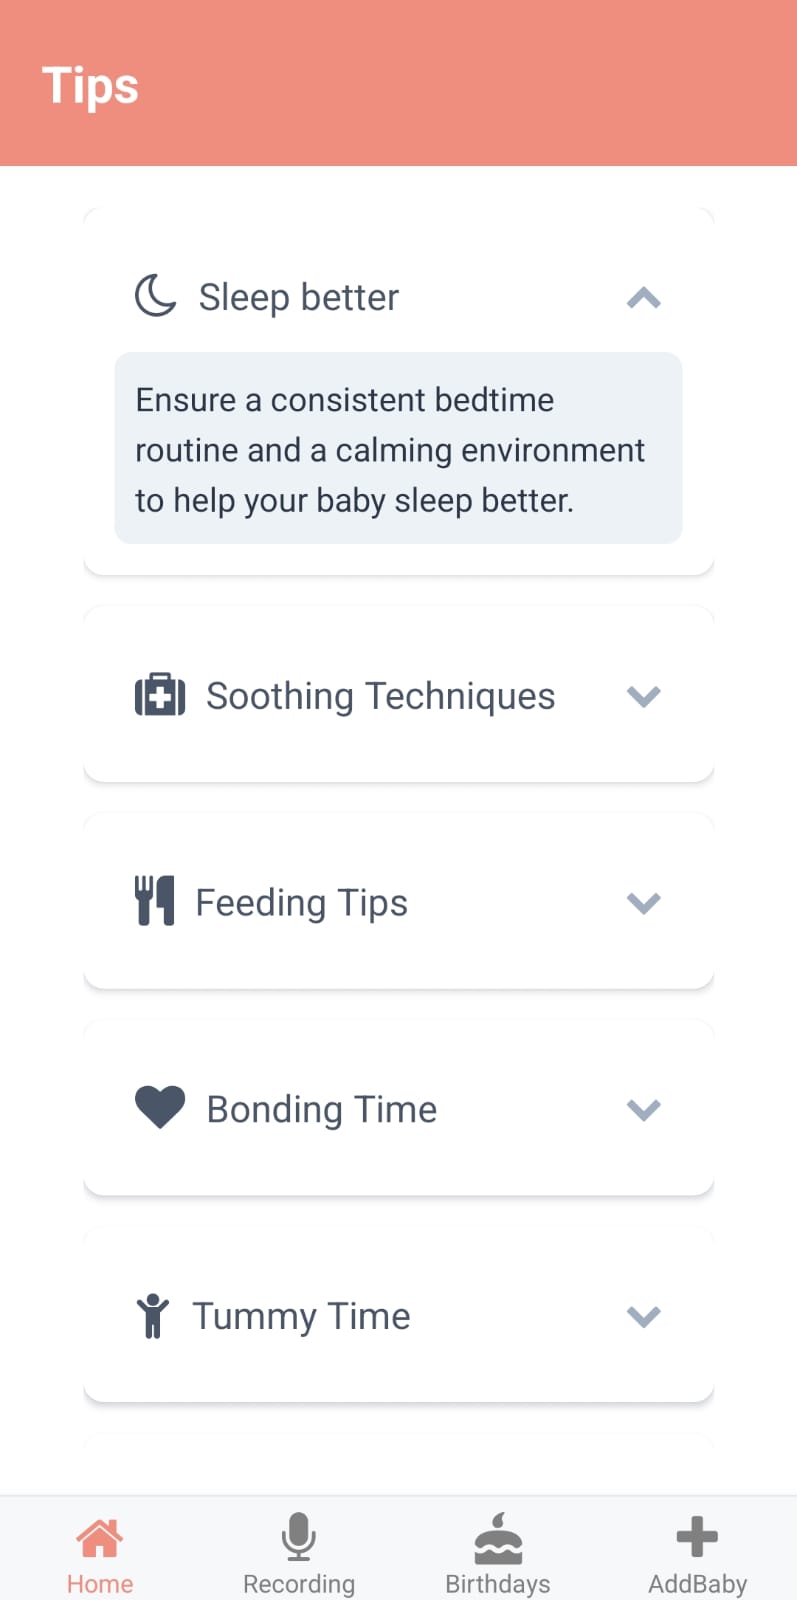 Tips
Sleep better
Ensure a consistent bedtime
routine and a calming environment
to help your baby sleep better.
Soothing Techniques
Feeding Tips
Bonding Time
Tummy Time
Home
Recording
Birthdays
AddBaby